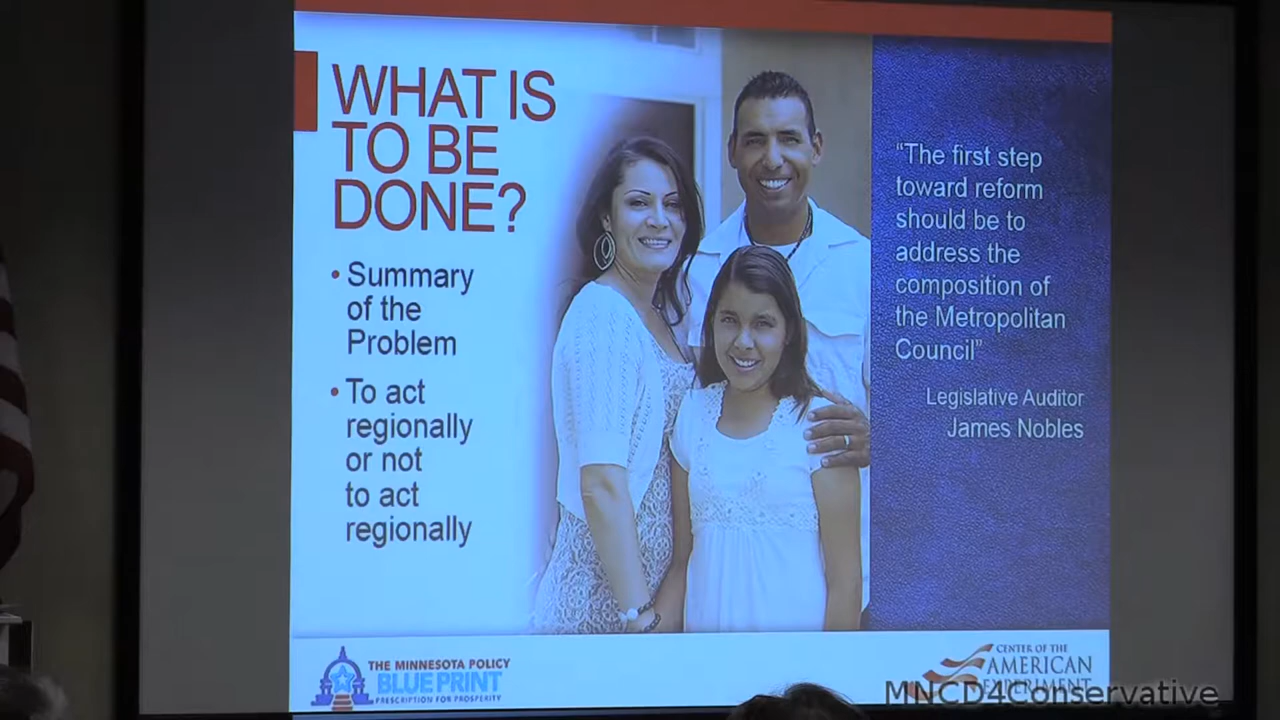 WHAT IS
TO BE
DONE?
• Summary
of the
Problem
• To act
regionally
or not
to act
regionally
“The first step
toward reform
should be to
address the
composition of
the Metropolitan
Council”
Legislative Auditor
James Nobles
THE MINNESOTA POLICY
BLUEPRINT
PRESCRIPTION FOR PROSPERITY
CENTER OF THE
AMERICAN
EXPERIMENT
MNCD4Conservative